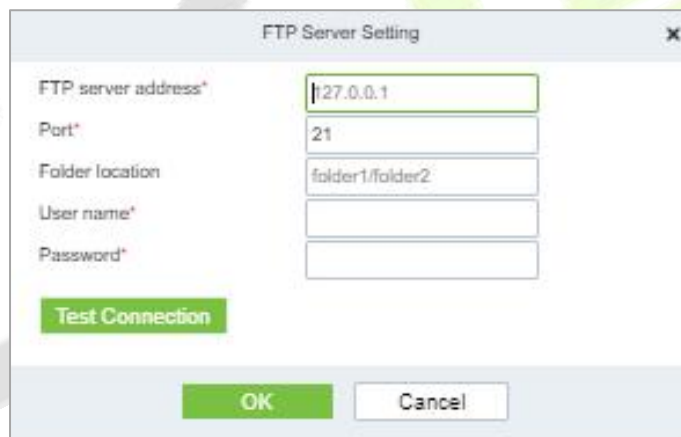 FTP Server Setting x
FTP server address* 127.0.0.1
Port* 21
Folder location folder1/folder2
User name*
Password*
Test Connection
OK Cancel